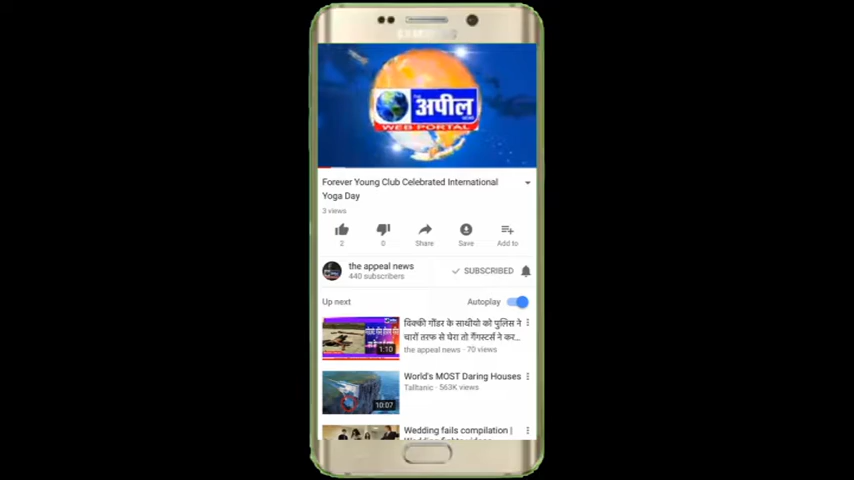 SAMSUNG
अपील
WEB PORTAL
Forever Young Club Celebrated International
Yoga Day
3 views
2
0
Share
Save
Add to
the appeal news
440 subscribers
SUBSCRIBED
Up next
Autoplay
विक्की गौंडर के साथीयो को पुलिस ने
चारों तरफ से घेरा तो गैंगस्टर्स ने कर...
the appeal news · 70 views
1:10
World's MOST Daring Houses
Talltanic · 563K views
10:07
Wedding fails compilation |